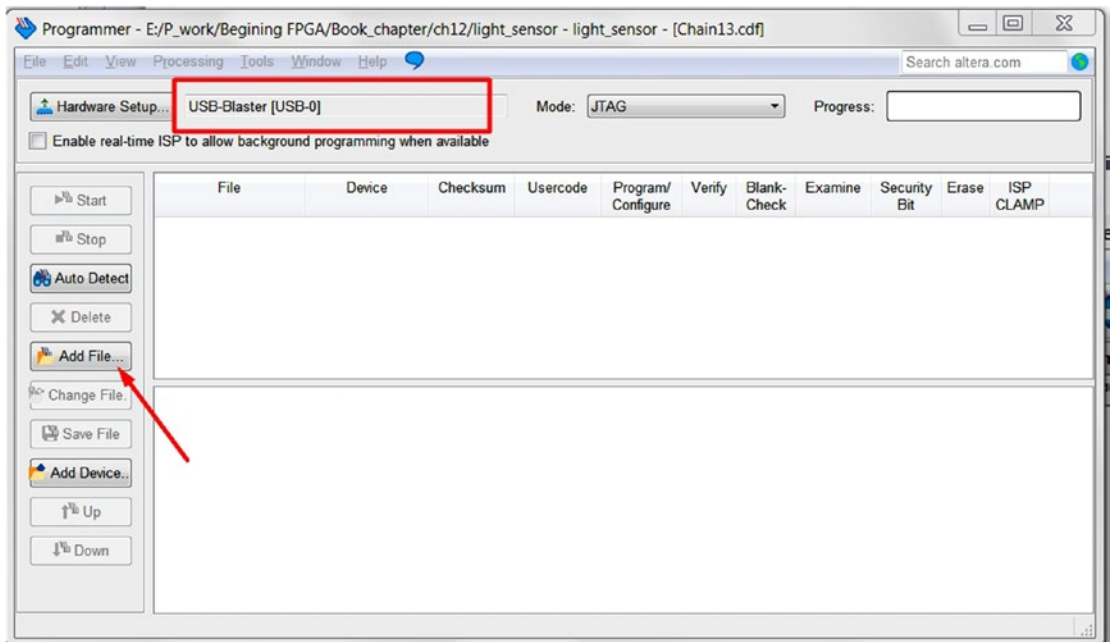 Programmer - E:/P_work/Begining FPGA/Book_chapter/ch12/light_sensor - light_sensor - [Chain13.cdf]
File Edit View Processing Tools Window Help Search altera.com
Hardware Setup... USB-Blaster [USB-0] Mode: JTAG Progress:
Enable real-time ISP to allow background programming when available
File Device Checksum Usercode Program/ Verify Blank- Examine Security Erase ISP
Configure Check Bit CLAMP
Start
Stop
Auto Detect
Delete
Add File...
Change File.
Save File
Add Device..
Up
Down